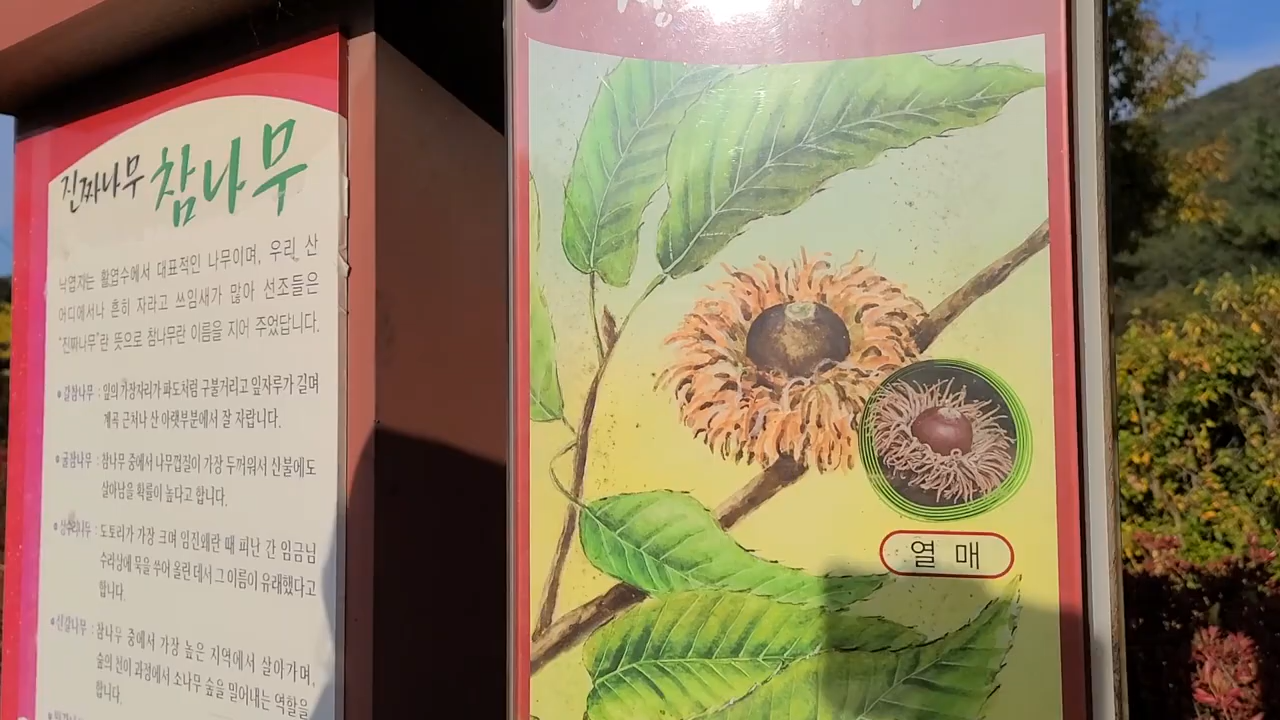 진짜나무 참나무
낙엽지는 활엽수에서 대표적인 나무이며, 우리 산
어디에서나 흔히 자라고 쓰임새가 많아 선조들은
"진짜나무"란 뜻으로 참나무란 이름을 지어 주었답니다.
• 갈참나무 : 잎의 가장자리가 파도처럼 구불거리고 잎자루가 길며
계곡 근처나 산 아랫부분에서 잘 자랍니다.
• 굴참나무 : 참나무 중에서 나무껍질이 가장 두꺼워서 산불에도
살아남을 확률이 높다고 합니다.
• 상수리나무 : 도토리가 가장 크며 임진왜란 때 피난 간 임금님
수라상에 묵을 쑤어 올린 데서 그 이름이 유래했다고
합니다.
• 신갈나무 : 참나무 중에서 가장 높은 지역에서 살아가며,
숲의 천이 과정에서 소나무 숲을 밀어내는 역할을
합니다.
열매